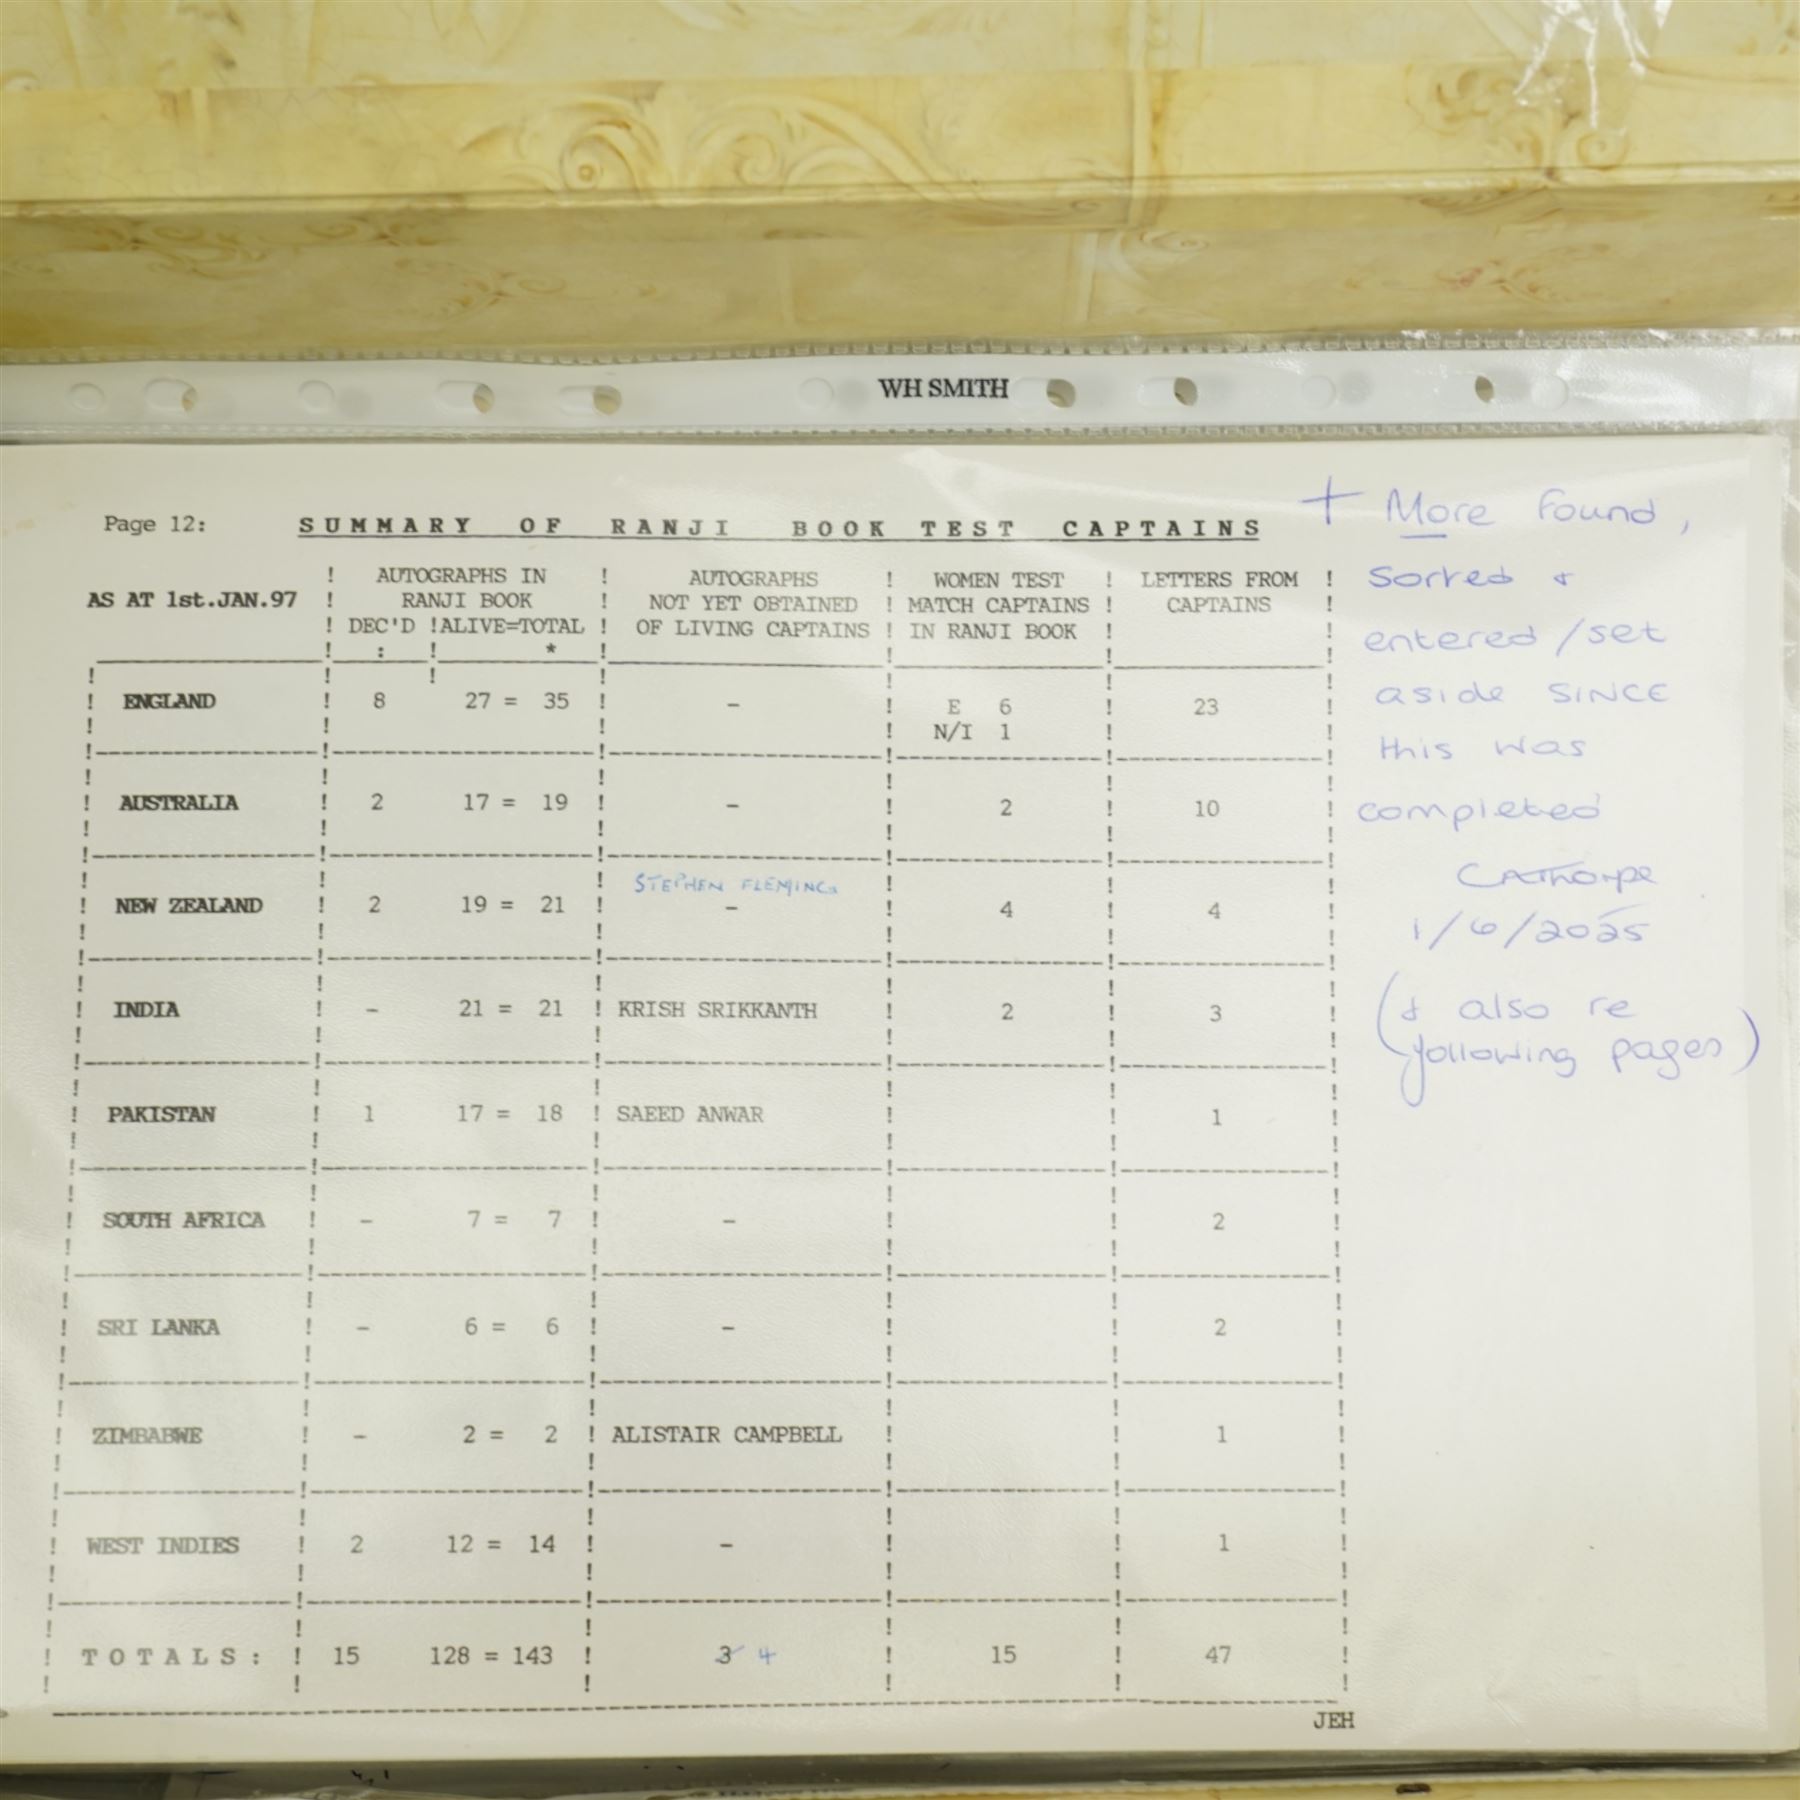 WH SMITH
Page 12: SUMMARY OF RANJI BOOK TEST CAPTAINS
AS AT 1st.JAN.97
AUTOGRAPHS IN
RANJI BOOK
DEC'D ! ALIVE=TOTAL
: *
AUTOGRAPHS
NOT YET OBTAINED
OF LIVING CAPTAINS
WOMEN TEST
MATCH CAPTAINS
IN RANJI BOOK
LETTERS FROM
CAPTAINS
ENGLAND 8 27 = 35 - E 6 23
N/I 1
AUSTRALIA 2 17 = 19 - 2 10
STEPHEN FLEMING
NEW ZEALAND 2 19 = 21 - 4 4
INDIA - 21 = 21 KRISH SRIKKANTH 2 3
PAKISTAN 1 17 = 18 SAEED ANWAR 1
SOUTH AFRICA - 7 = 7 - 2
SRI LANKA - 6 = 6 - 2
ZIMBABWE - 2 = 2 ALISTAIR CAMPBELL 1
WEST INDIES 2 12 = 14 - 1
TOTALS: 15 128 = 143 3 4 15 47
JEH
+ More found,
sorted &
entered/set
aside SINCE
this was
completed
CAThorpe
1/6/2025
(& also re
following pages)